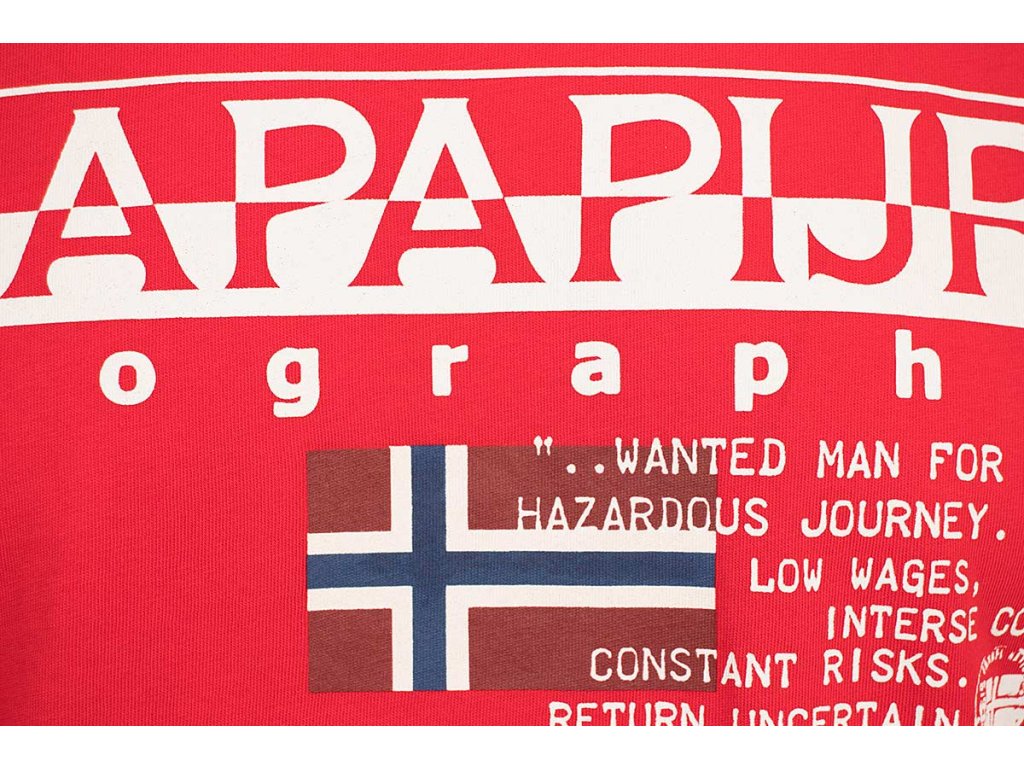 APAPIJR
ograph
"..WANTED MAN FOR
HAZARDOUS JOURNEY.
LOW WAGES,
INTERSE CO
CONSTANT RISKS.
RETURN UNCERTAIN